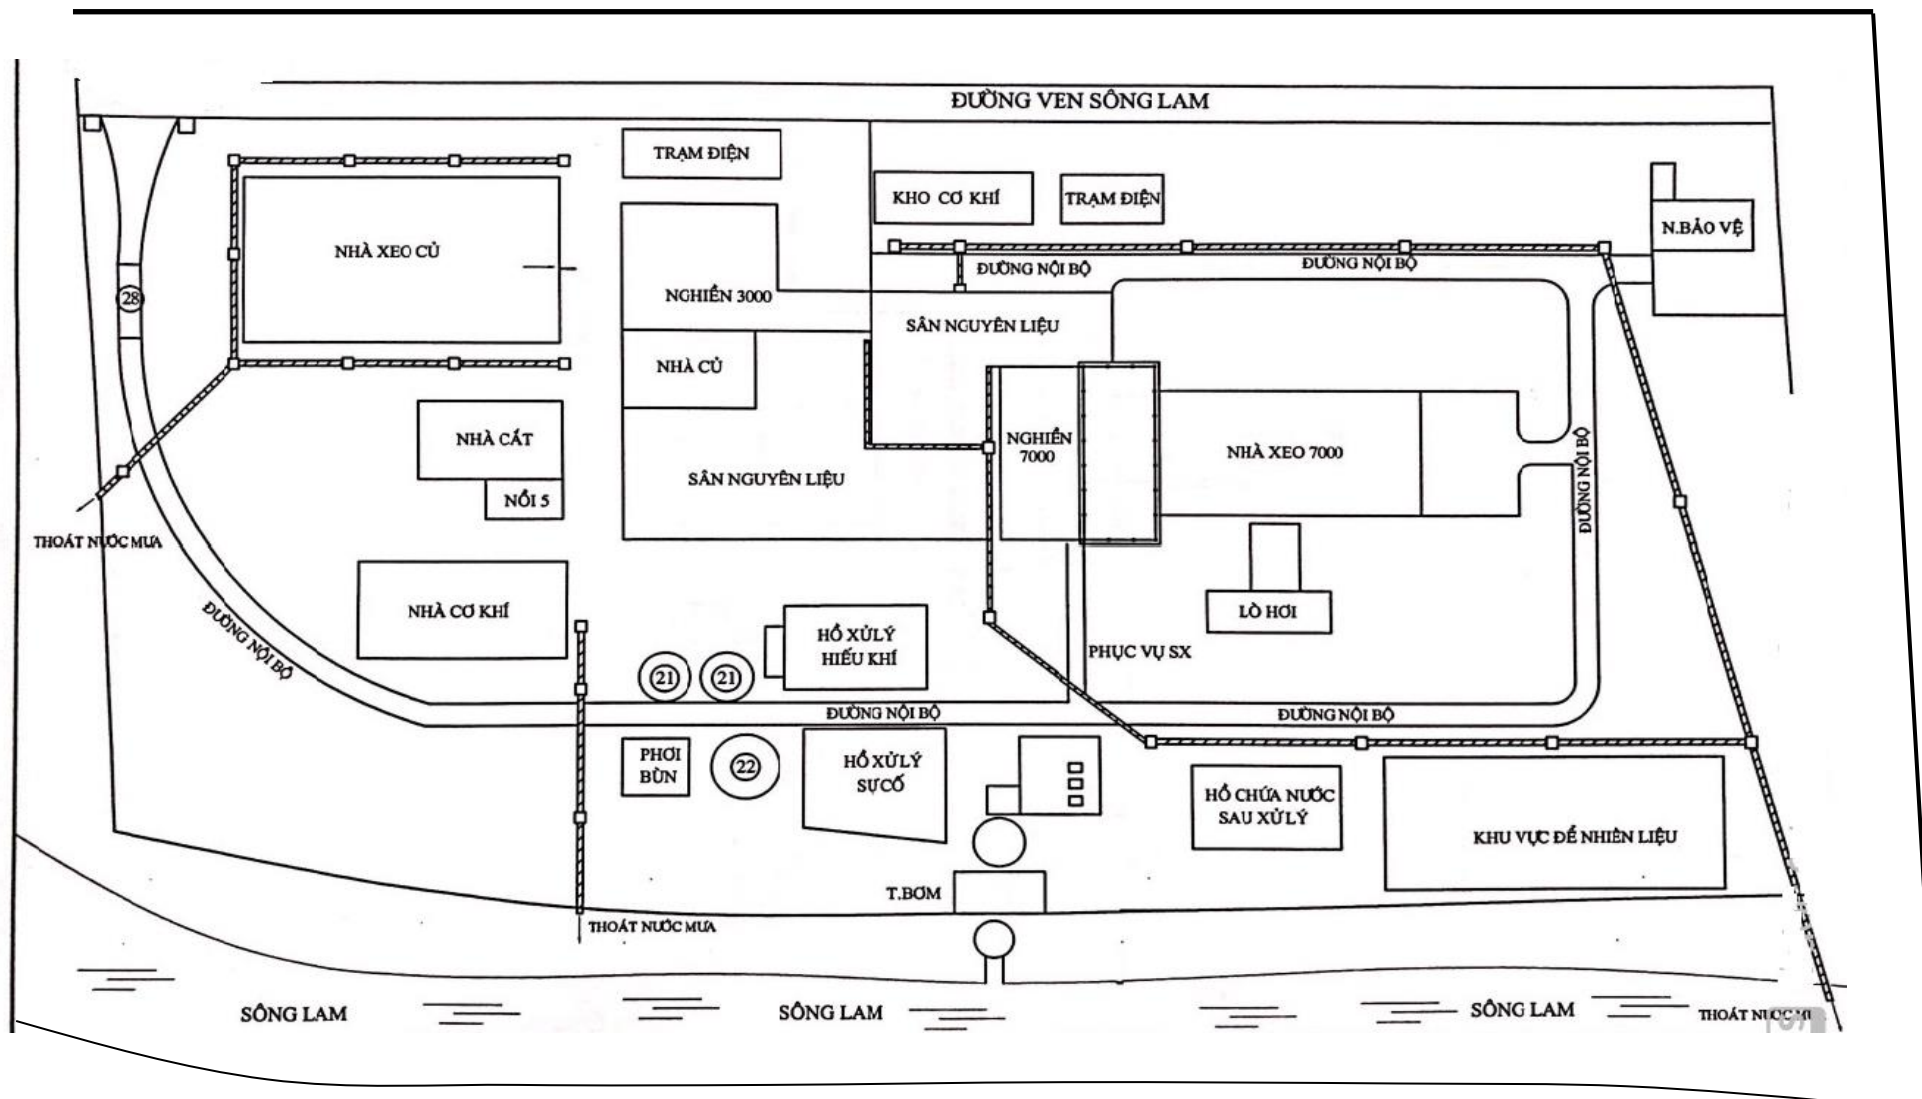 ĐƯỜNG VEN SÔNG LAM
TRẠM ĐIỆN
KHO CƠ KHÍ
TRẠM ĐIỆN
N.BẢO VỆ
NHÀ XEO CỦ
ĐƯỜNG NỘI BỘ
ĐƯỜNG NỘI BỘ
28
NGHIỀN 3000
SÂN NGUYÊN LIỆU
NHÀ CỦ
NHÀ CẮT
NGHIỀN
7000
NHÀ XEO 7000
SÂN NGUYÊN LIỆU
NỒI 5
ĐƯỜNG NỘI BỘ
THOÁT NƯỚC MƯA
NHÀ CƠ KHÍ
LÒ HƠI
ĐƯỜNG NỘI BỘ
HỒ XỬ LÝ
HIẾU KHÍ
PHỤC VỤ SX
21
21
ĐƯỜNG NỘI BỘ
ĐƯỜNG NỘI BỘ
PHƠI
BÙN
22
HỒ XỬ LÝ
SỰ CỐ
HỒ CHỨA NƯỚC
SAU XỬ LÝ
KHU VỰC ĐỂ NHIÊN LIỆU
T.BƠM
THOÁT NƯỚC MƯA
SÔNG LAM
SÔNG LAM
SÔNG LAM
THOÁT NƯỚC